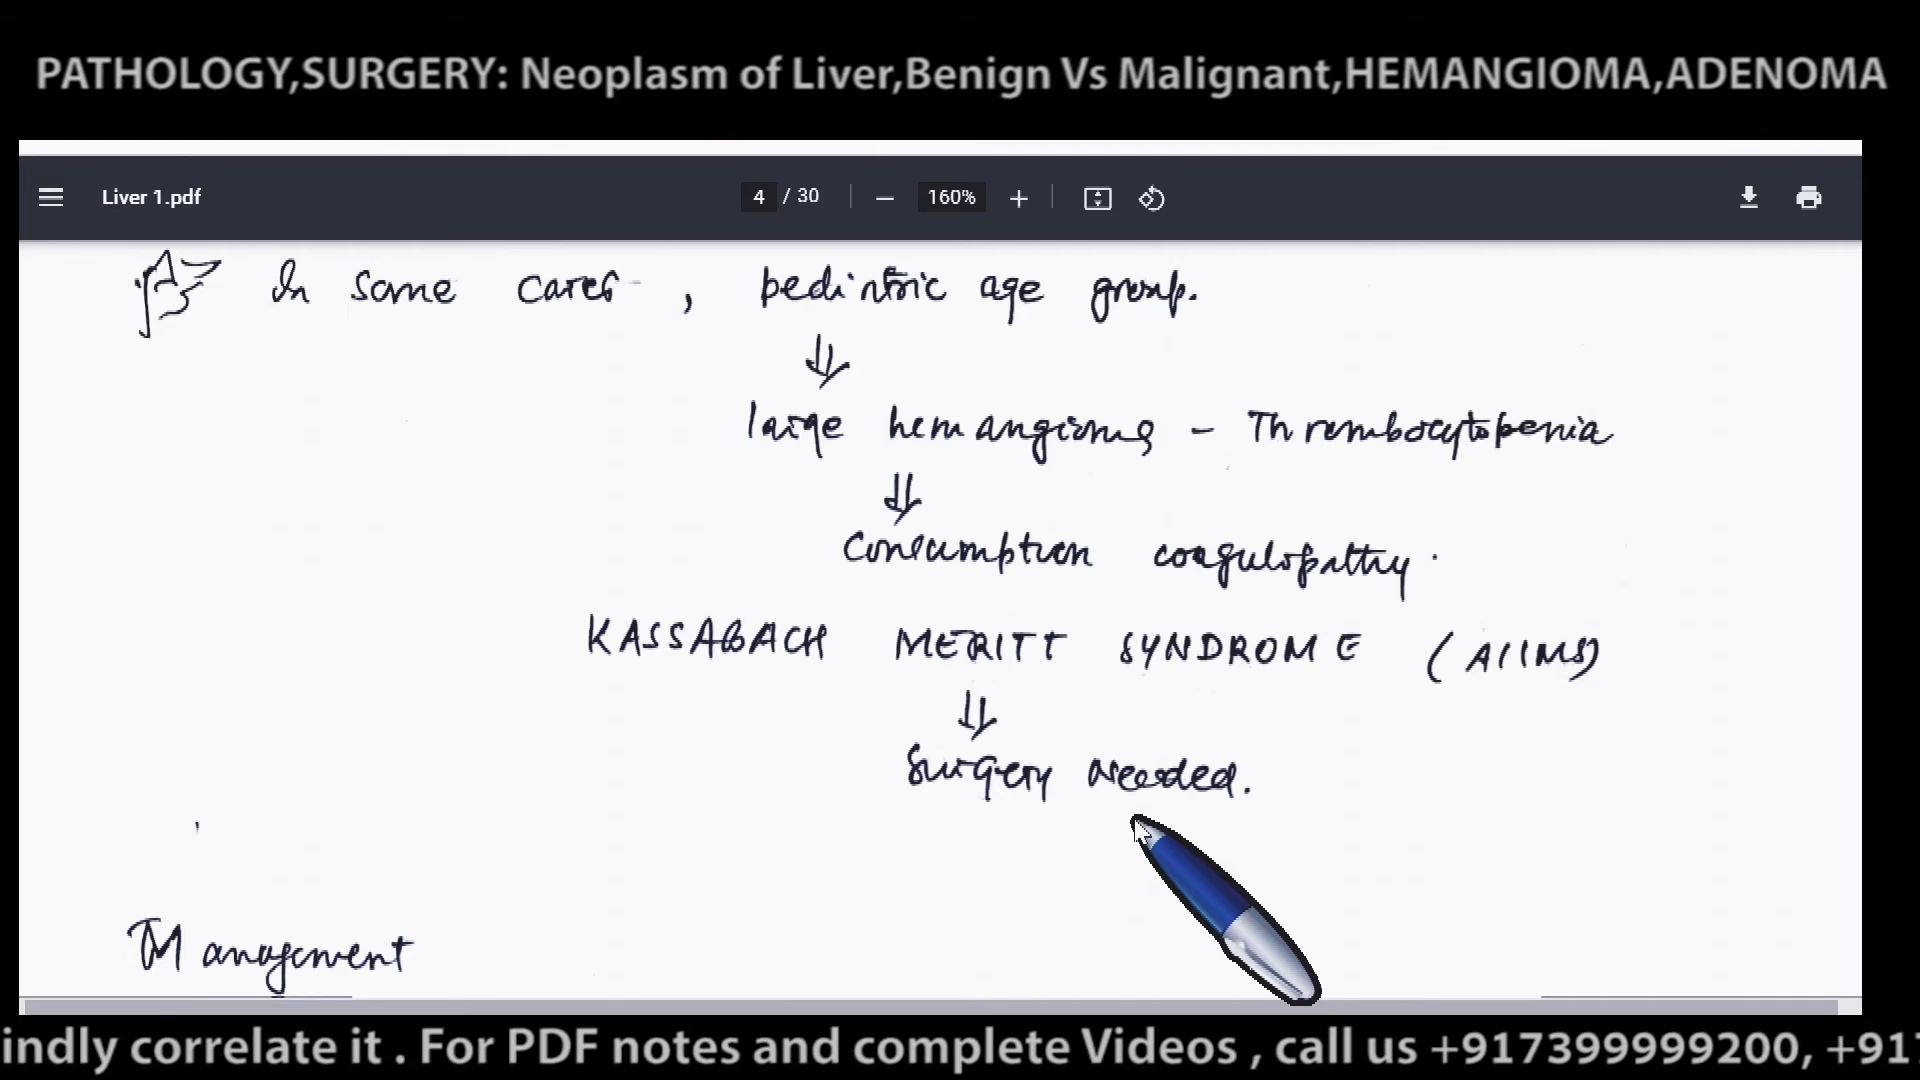 PATHOLOGY,SURGERY: Neoplasm of Liver,Benign Vs Malignant,HEMANGIOMA,ADENOMA
Liver 1.pdf 4 / 30 160%
In some cases , pediatric age group.
large hemangioma - Thrombocytopenia
Consumption coagulopathy.
KASSABACH MERITT SYNDROME (AIIMS)
Surgery Needed.
Management
indly correlate it . For PDF notes and complete Videos , call us +917399999200, +917